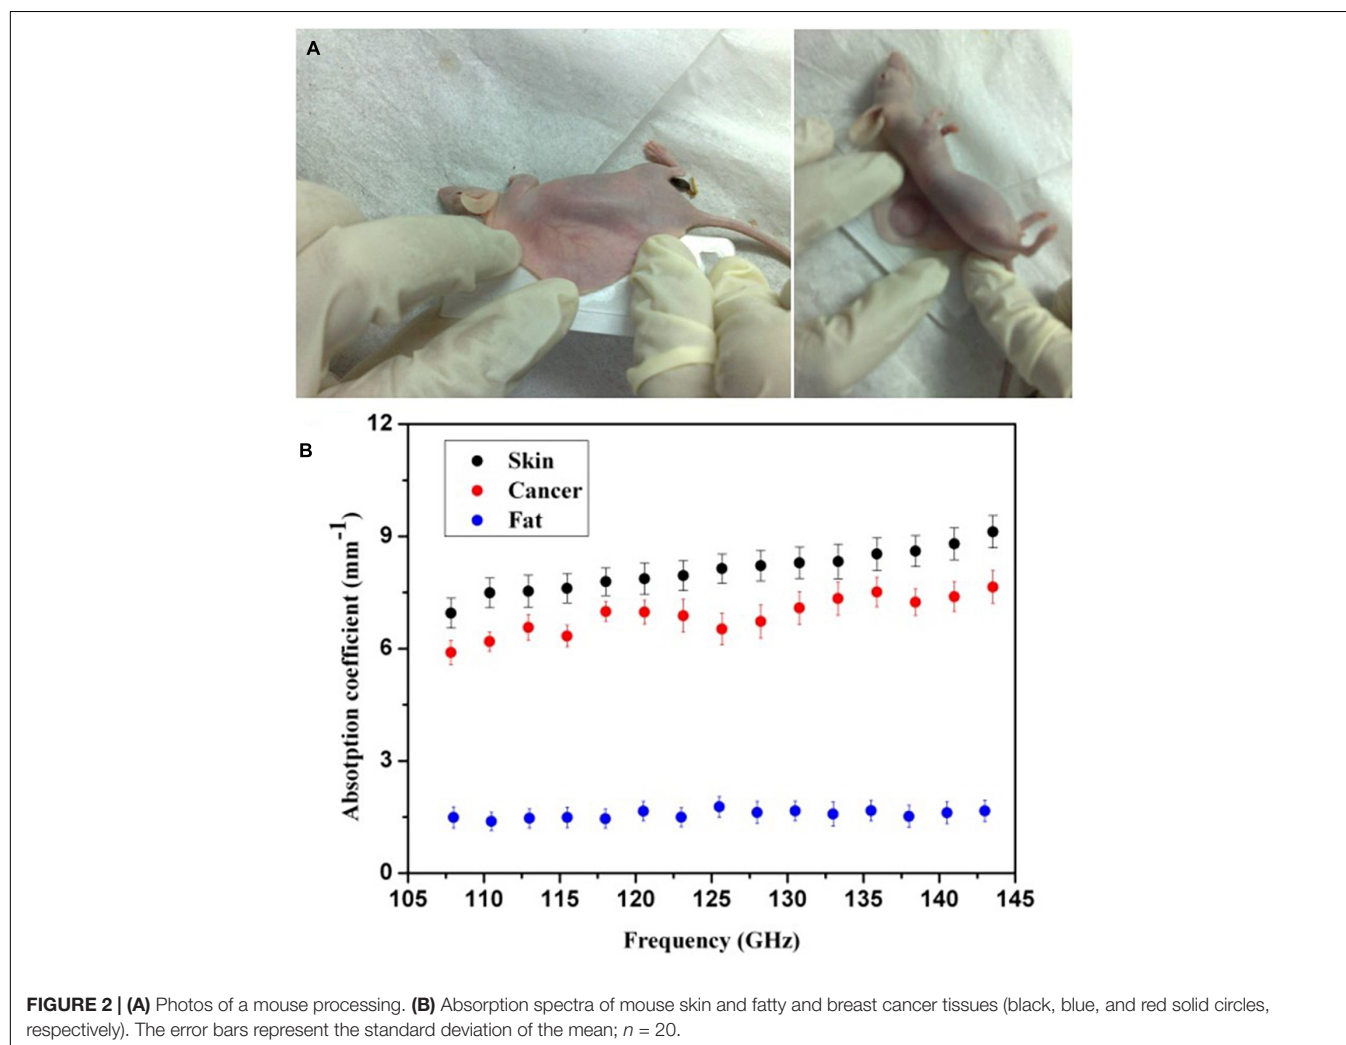 A
B
12
9
6
3
0
Absotption coefficient (mm⁻¹)
Skin
Cancer
Fat
105 110 115 120 125 130 135 140 145
Frequency (GHz)
FIGURE 2 | (A) Photos of a mouse processing. (B) Absorption spectra of mouse skin and fatty and breast cancer tissues (black, blue, and red solid circles,
respectively). The error bars represent the standard deviation of the mean; n = 20.